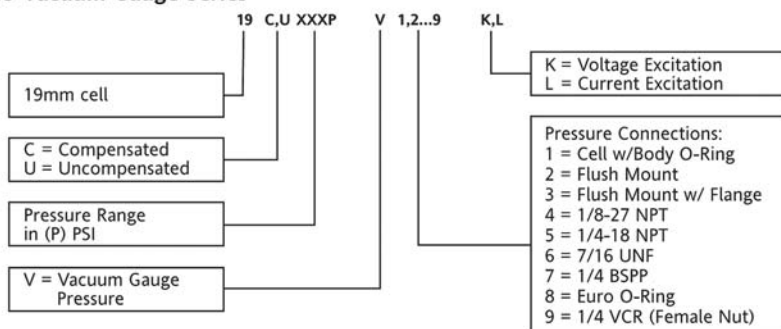 19 C,U XXXP V 1,2...9 K,L
19mm cell
C = Compensated
U = Uncompensated
Pressure Range
in (P) PSI
V = Vacuum Gauge
Pressure
K = Voltage Excitation
L = Current Excitation
Pressure Connections:
1 = Cell w/Body O-Ring
2 = Flush Mount
3 = Flush Mount w/ Flange
4 = 1/8-27 NPT
5 = 1/4-18 NPT
6 = 7/16 UNF
7 = 1/4 BSPP
8 = Euro O-Ring
9 = 1/4 VCR (Female Nut)